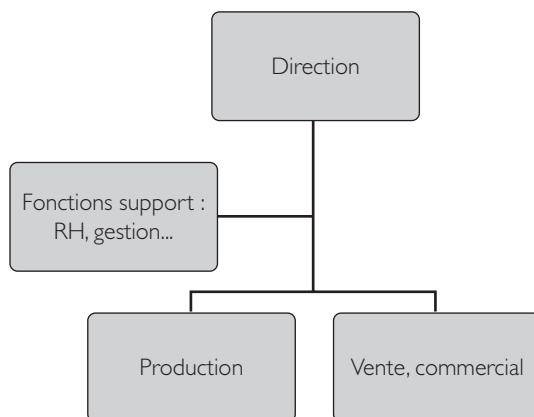 Direction
Fonctions support :
RH, gestion...
Production
Vente, commercial